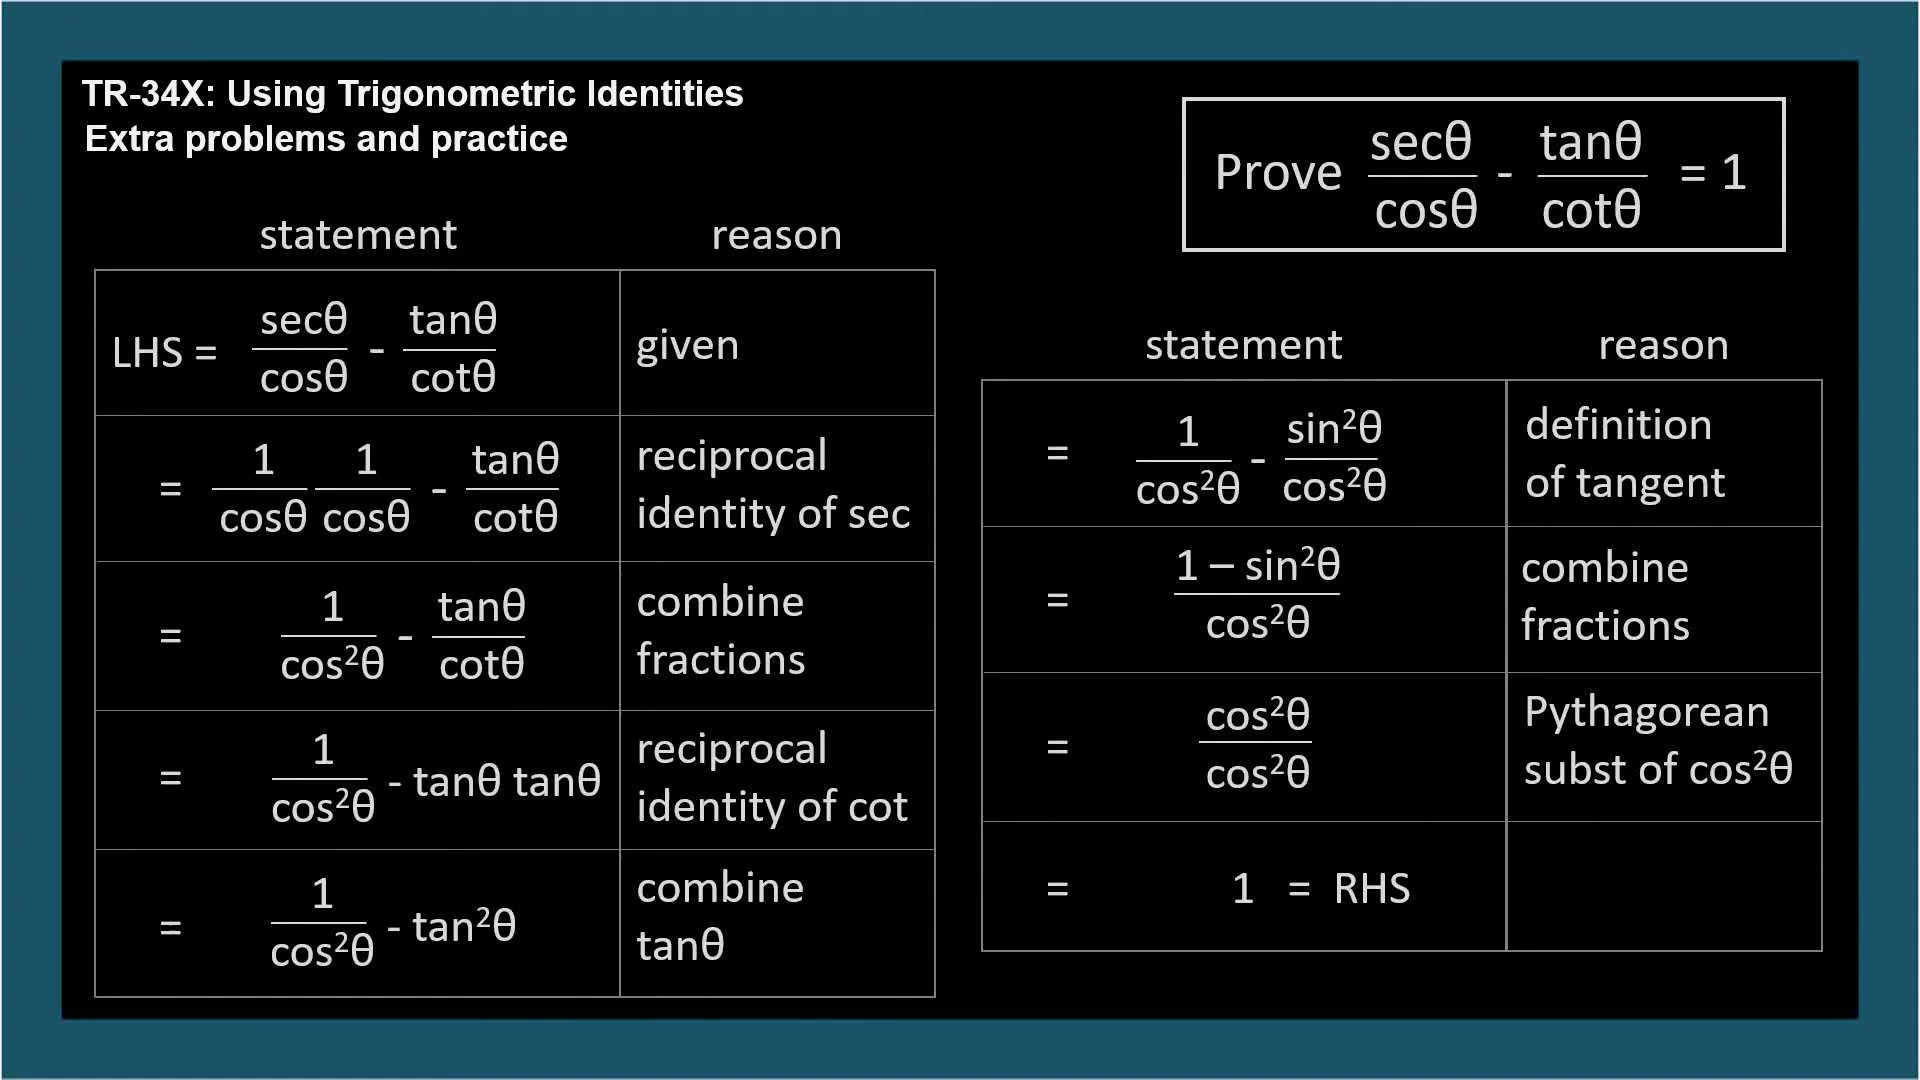 TR-34X: Using Trigonometric Identities
Extra problems and practice
Prove secθ/cosθ - tanθ/cotθ = 1
statement reason
LHS = secθ/cosθ - tanθ/cotθ given
= 1/cosθ 1/cosθ - tanθ/cotθ reciprocal identity of sec
= 1/cos²θ - tanθ/cotθ combine fractions
= 1/cos²θ - tanθ tanθ reciprocal identity of cot
= 1/cos²θ - tan²θ combine tanθ
statement reason
= 1/cos²θ - sin²θ/cos²θ definition of tangent
= 1 – sin²θ/cos²θ combine fractions
= cos²θ/cos²θ Pythagorean subst of cos²θ
= 1 = RHS